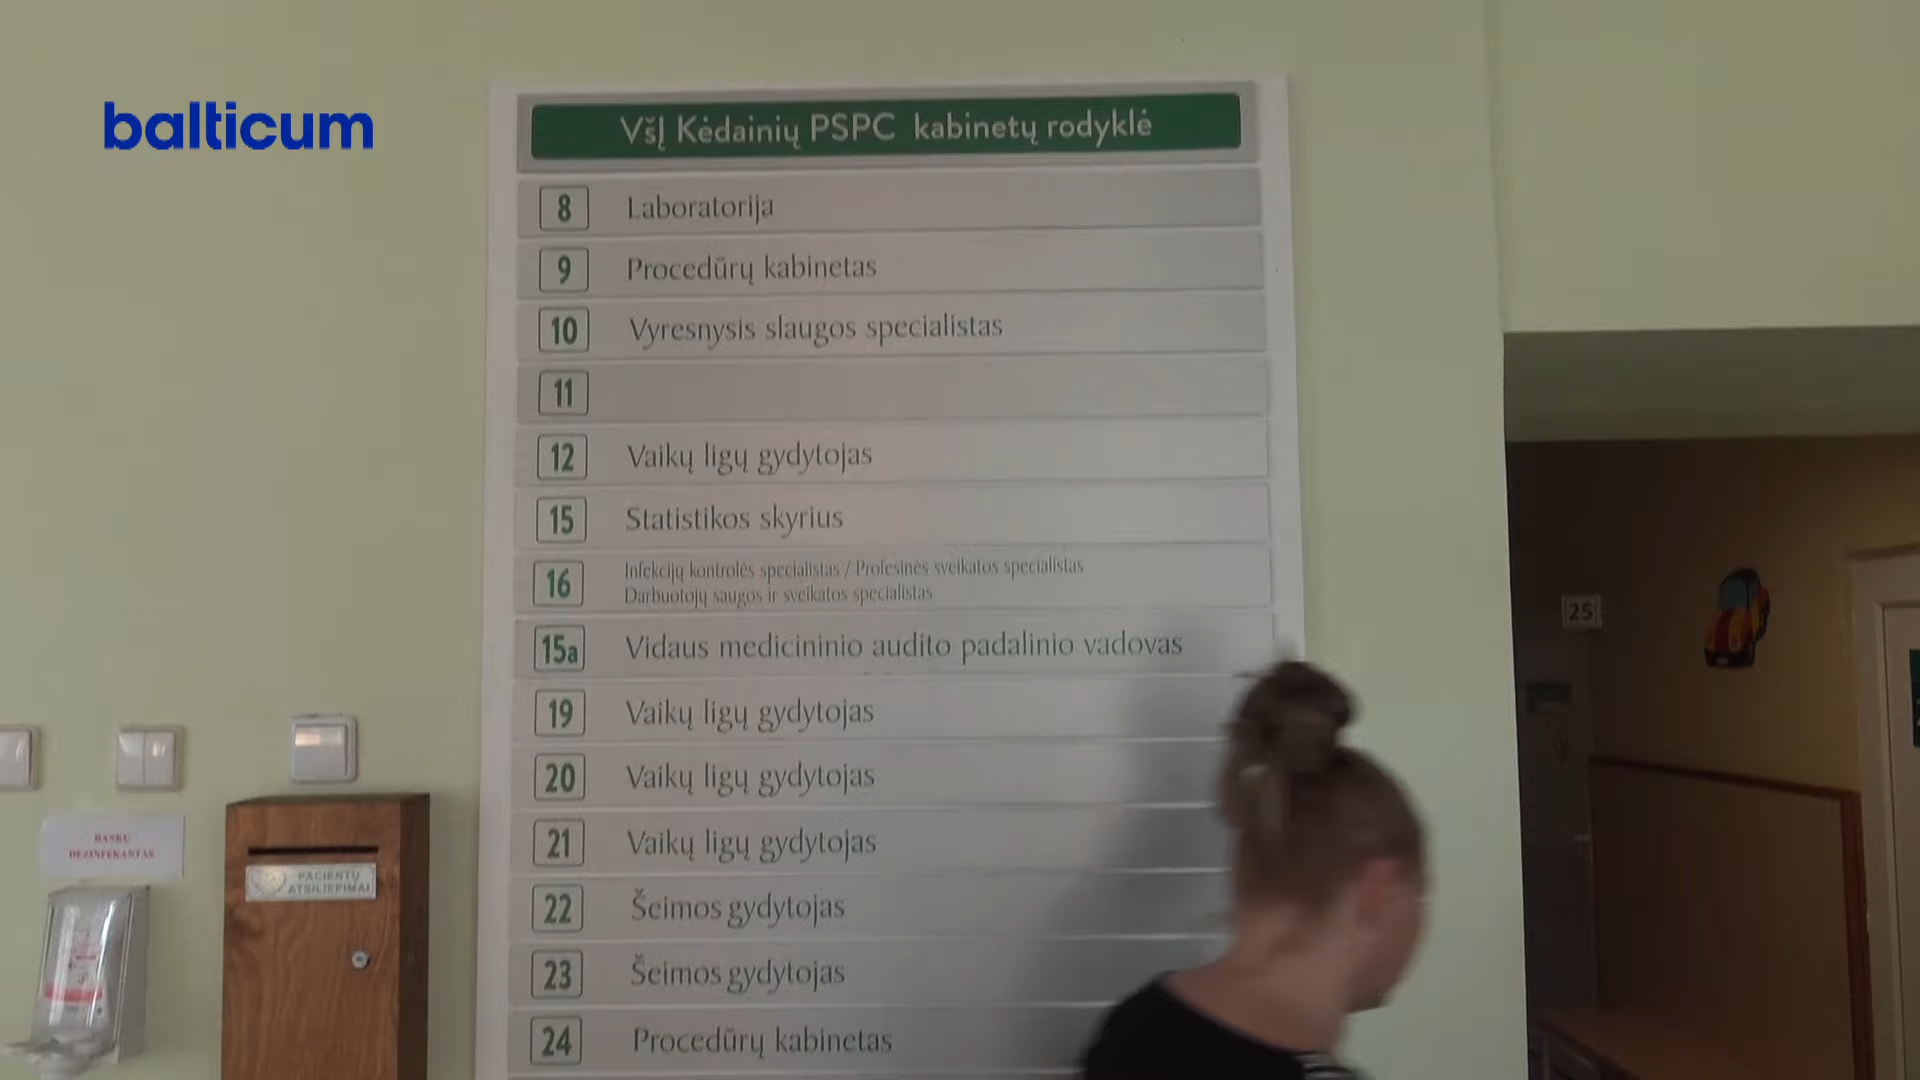 balticum
VšĮ Kėdainių PSPC kabinetų rodyklė
8 Laboratorija
9 Procedūrų kabinetas
10 Vyresnysis slaugos specialistas
11
12 Vaikų ligų gydytojas
15 Statistikos skyrius
16 Infekcijų kontrolės specialistas / Profesinės sveikatos specialistas
Darbuotojų saugos ir sveikatos specialistas
15a Vidaus medicininio audito padalinio vadovas
19 Vaikų ligų gydytojas
20 Vaikų ligų gydytojas
21 Vaikų ligų gydytojas
22 Šeimos gydytojas
23 Šeimos gydytojas
24 Procedūrų kabinetas
25
RANKŲ
DEZINFEKANTAS
PACIENTŲ
ATSILIEPIMAI